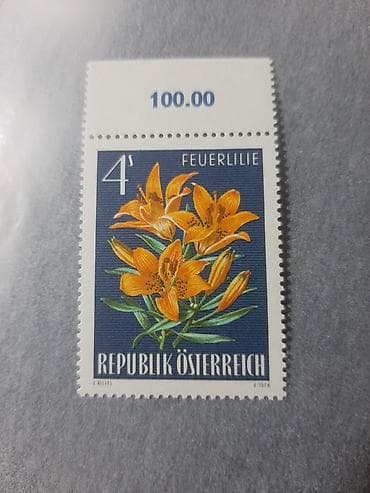 100.00
4S FEUERLILIE
REPUBLIK ÖSTERREICH